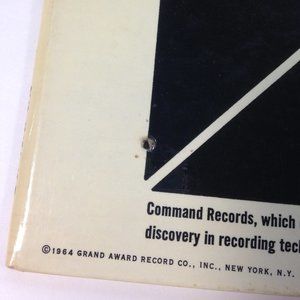 Command Records, which
discovery in recording tech
©1964 GRAND AWARD RECORD CO., INC., NEW YORK, N.Y.